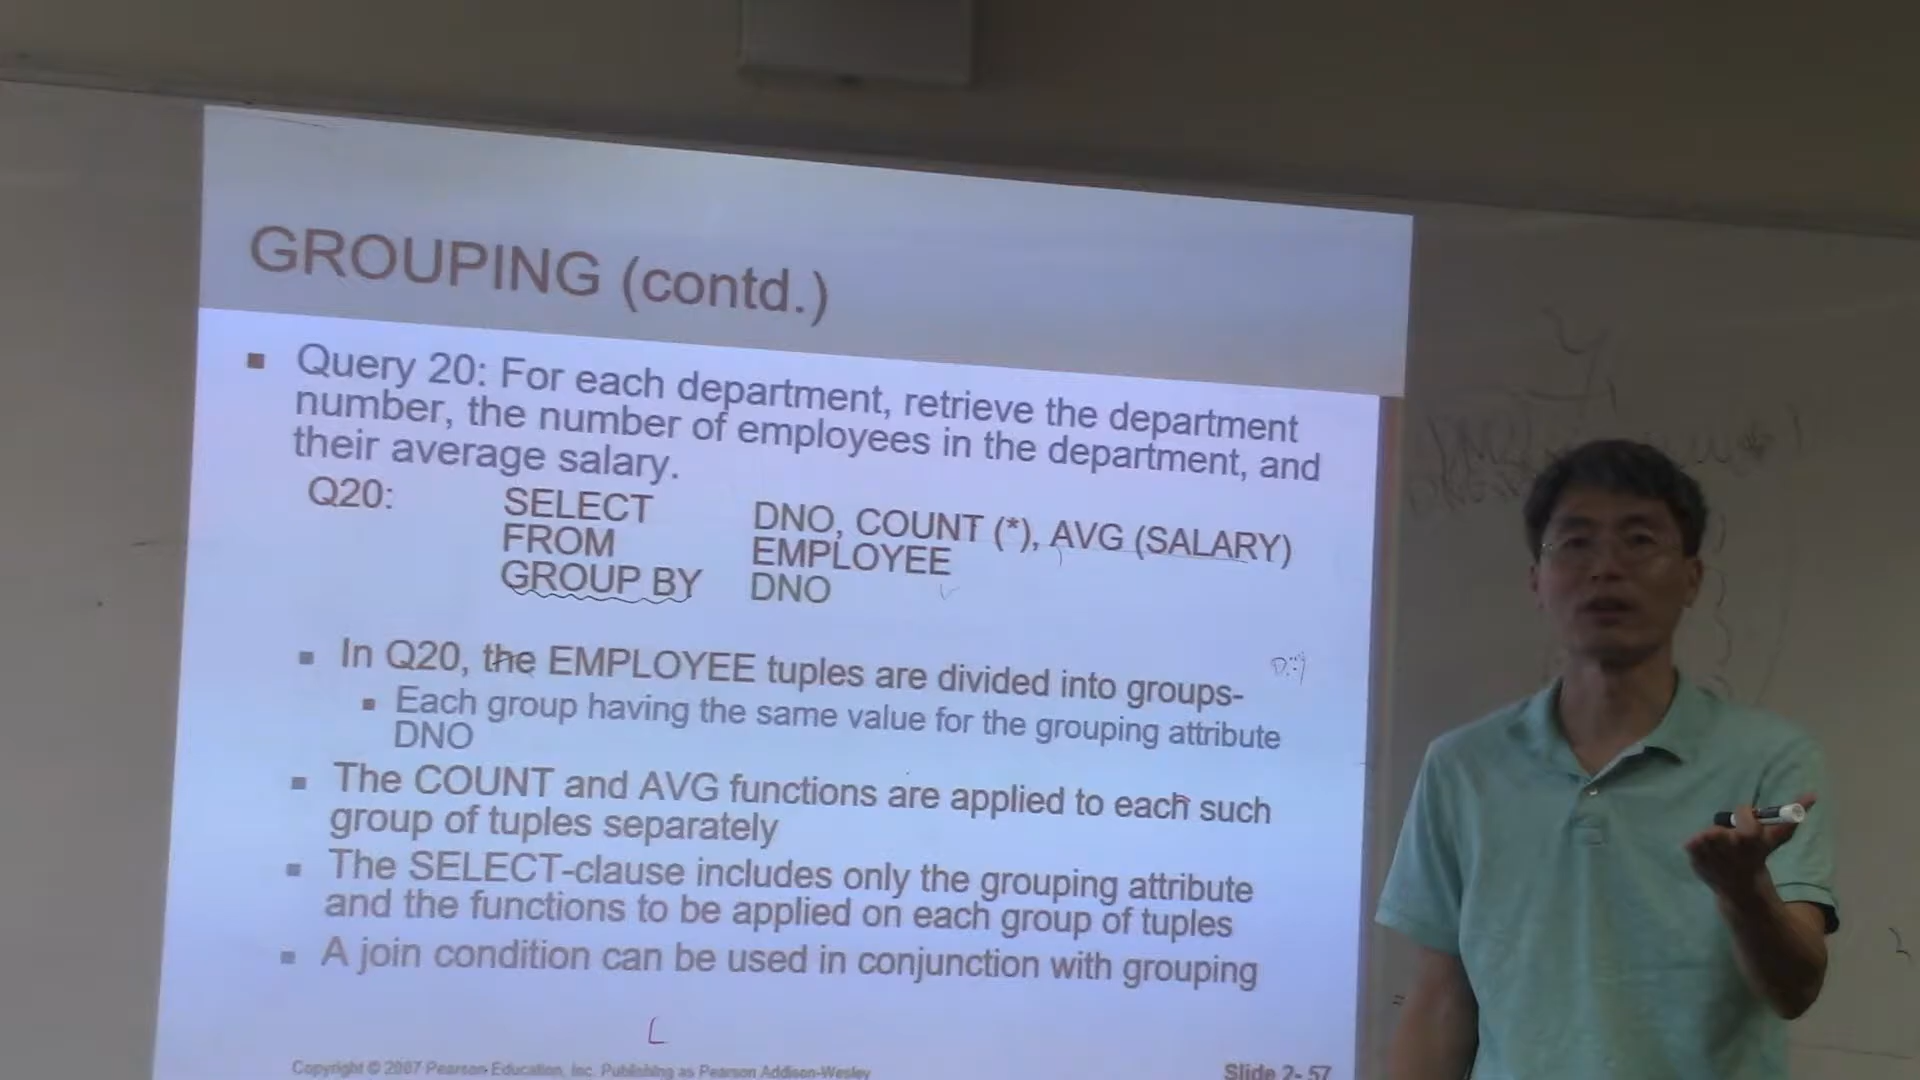 GROUPING (contd.)
Query 20: For each department, retrieve the department
number, the number of employees in the department, and
their average salary.
Q20: SELECT DNO, COUNT (*), AVG (SALARY)
FROM EMPLOYEE
GROUP BY DNO
In Q20, the EMPLOYEE tuples are divided into groups-
Each group having the same value for the grouping attribute
DNO
The COUNT and AVG functions are applied to each such
group of tuples separately
The SELECT-clause includes only the grouping attribute
and the functions to be applied on each group of tuples
A join condition can be used in conjunction with grouping
Copyright © 2007 Pearson Education, Inc. Publishing as Pearson Addison-Wesley
Slide 2- 57